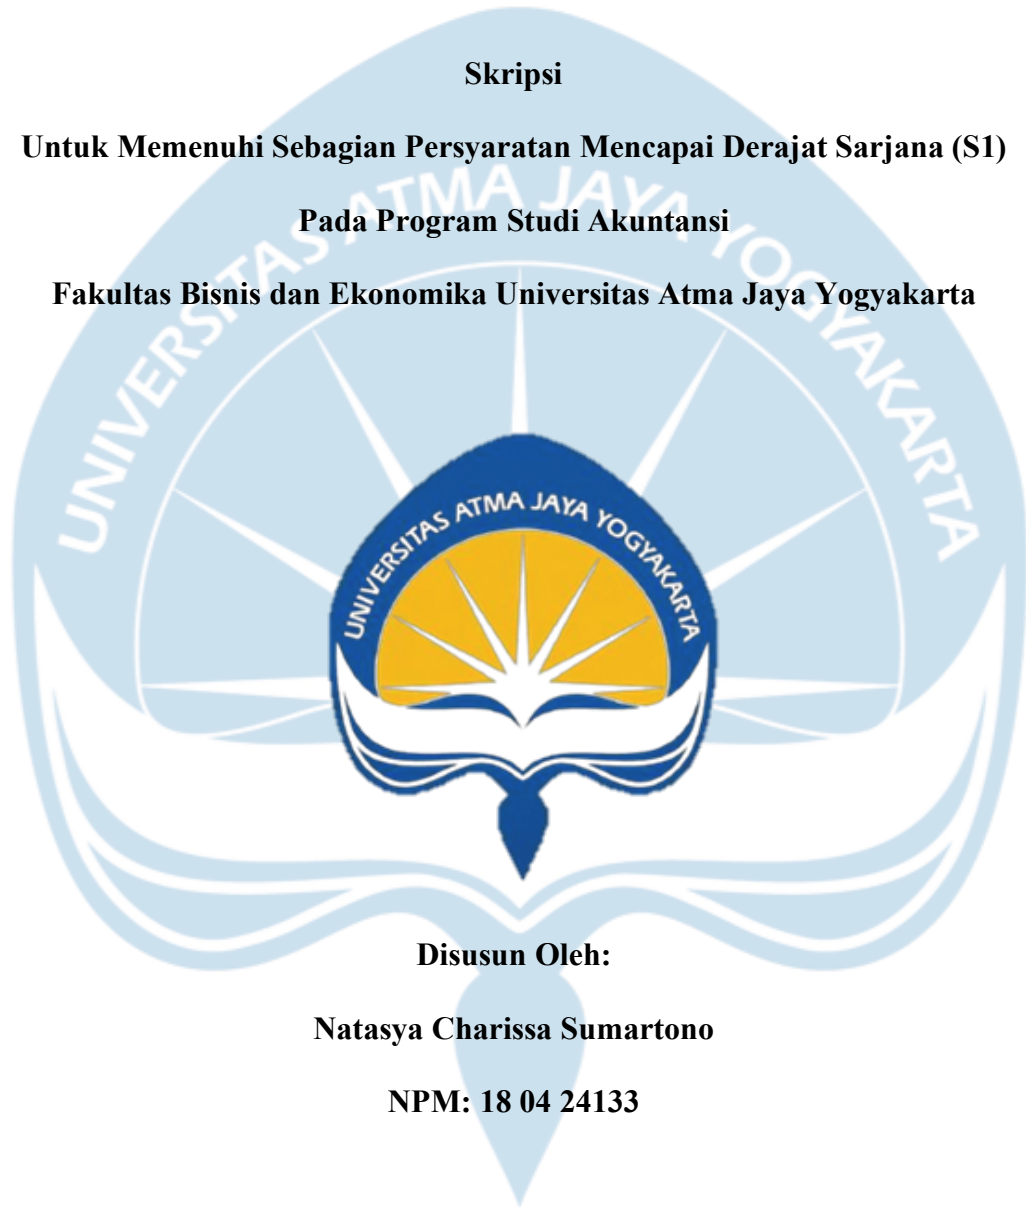 Skripsi
Untuk Memenuhi Sebagian Persyaratan Mencapai Derajat Sarjana (S1)
Pada Program Studi Akuntansi
Fakultas Bisnis dan Ekonomika Universitas Atma Jaya Yogyakarta
UNIVERSITAS ATMA JAYA YOGYAKARTA
UNIVERSITAS ATMA JAYA YOGYAKARTA
Disusun Oleh:
Natasya Charissa Sumartono
NPM: 18 04 24133